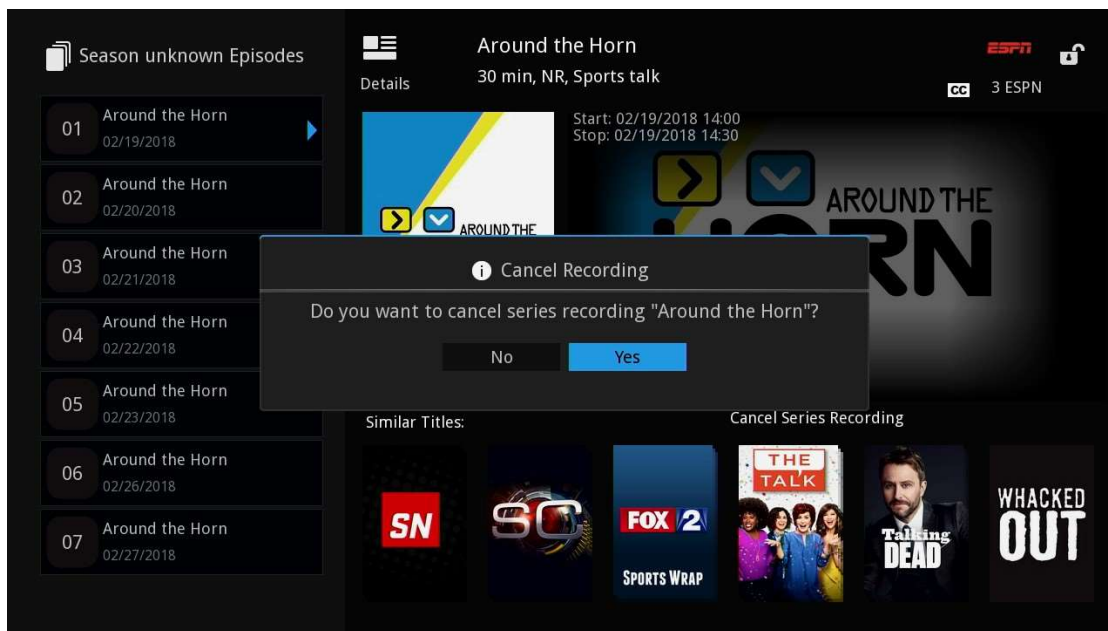 Season unknown Episodes
01
Around the Horn
02/19/2018
02
Around the Horn
02/20/2018
03
Around the Horn
02/21/2018
04
Around the Horn
02/22/2018
05
Around the Horn
02/23/2018
06
Around the Horn
02/26/2018
07
Around the Horn
02/27/2018
Details
Around the Horn
30 min, NR, Sports talk
ESPN
CC
3 ESPN
Start: 02/19/2018 14:00
Stop: 02/19/2018 14:30
AROUND THE
AROUND THE
HORN
Cancel Recording
Do you want to cancel series recording "Around the Horn"?
No
Yes
Similar Titles:
Cancel Series Recording
SN
SC
FOX 2
SPORTS WRAP
THE
TALK
Talking
DEAD
WHACKED
OUT